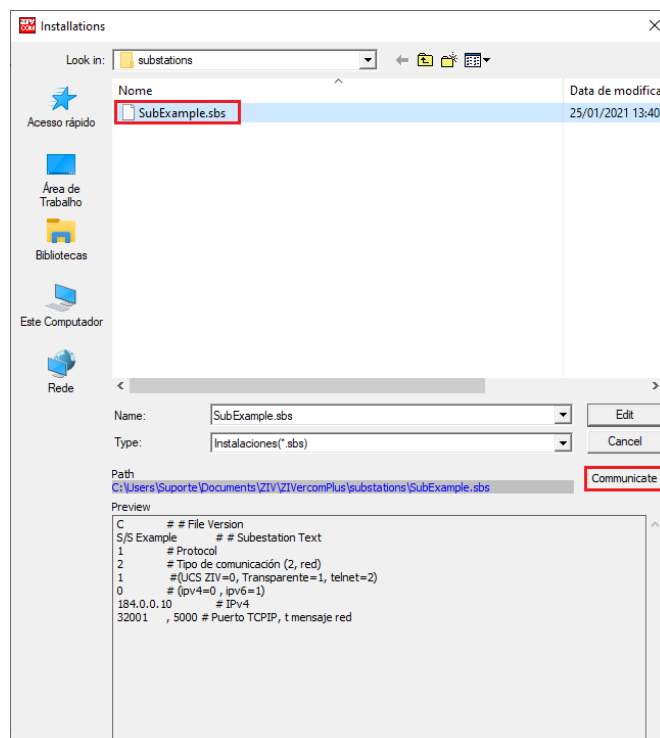 ZIV COM Installations
Look in: substations
Nome Data de modifica
SubExample.sbs 25/01/2021 13:40
Acesso rápido
Área de
Trabalho
Bibliotecas
Este Computador
Rede
Name: SubExample.sbs Edit
Type: Instalaciones(*.sbs) Cancel
Path
C:\Users\Suporte\Documents\ZIV\ZIVercomPlus\substations\SubExample.sbs Communicate
Preview
C # # File Version
S/S Example # # Subestation Text
1 # Protocol
2 # Tipo de comunicación (2, red)
1 #(UCS ZIV=0, Transparente=1, telnet=2)
0 # (ipv4=0 , ipv6=1)
184.0.0.10 # IPv4
32001 , 5000 # Puerto TCPIP, t mensaje red